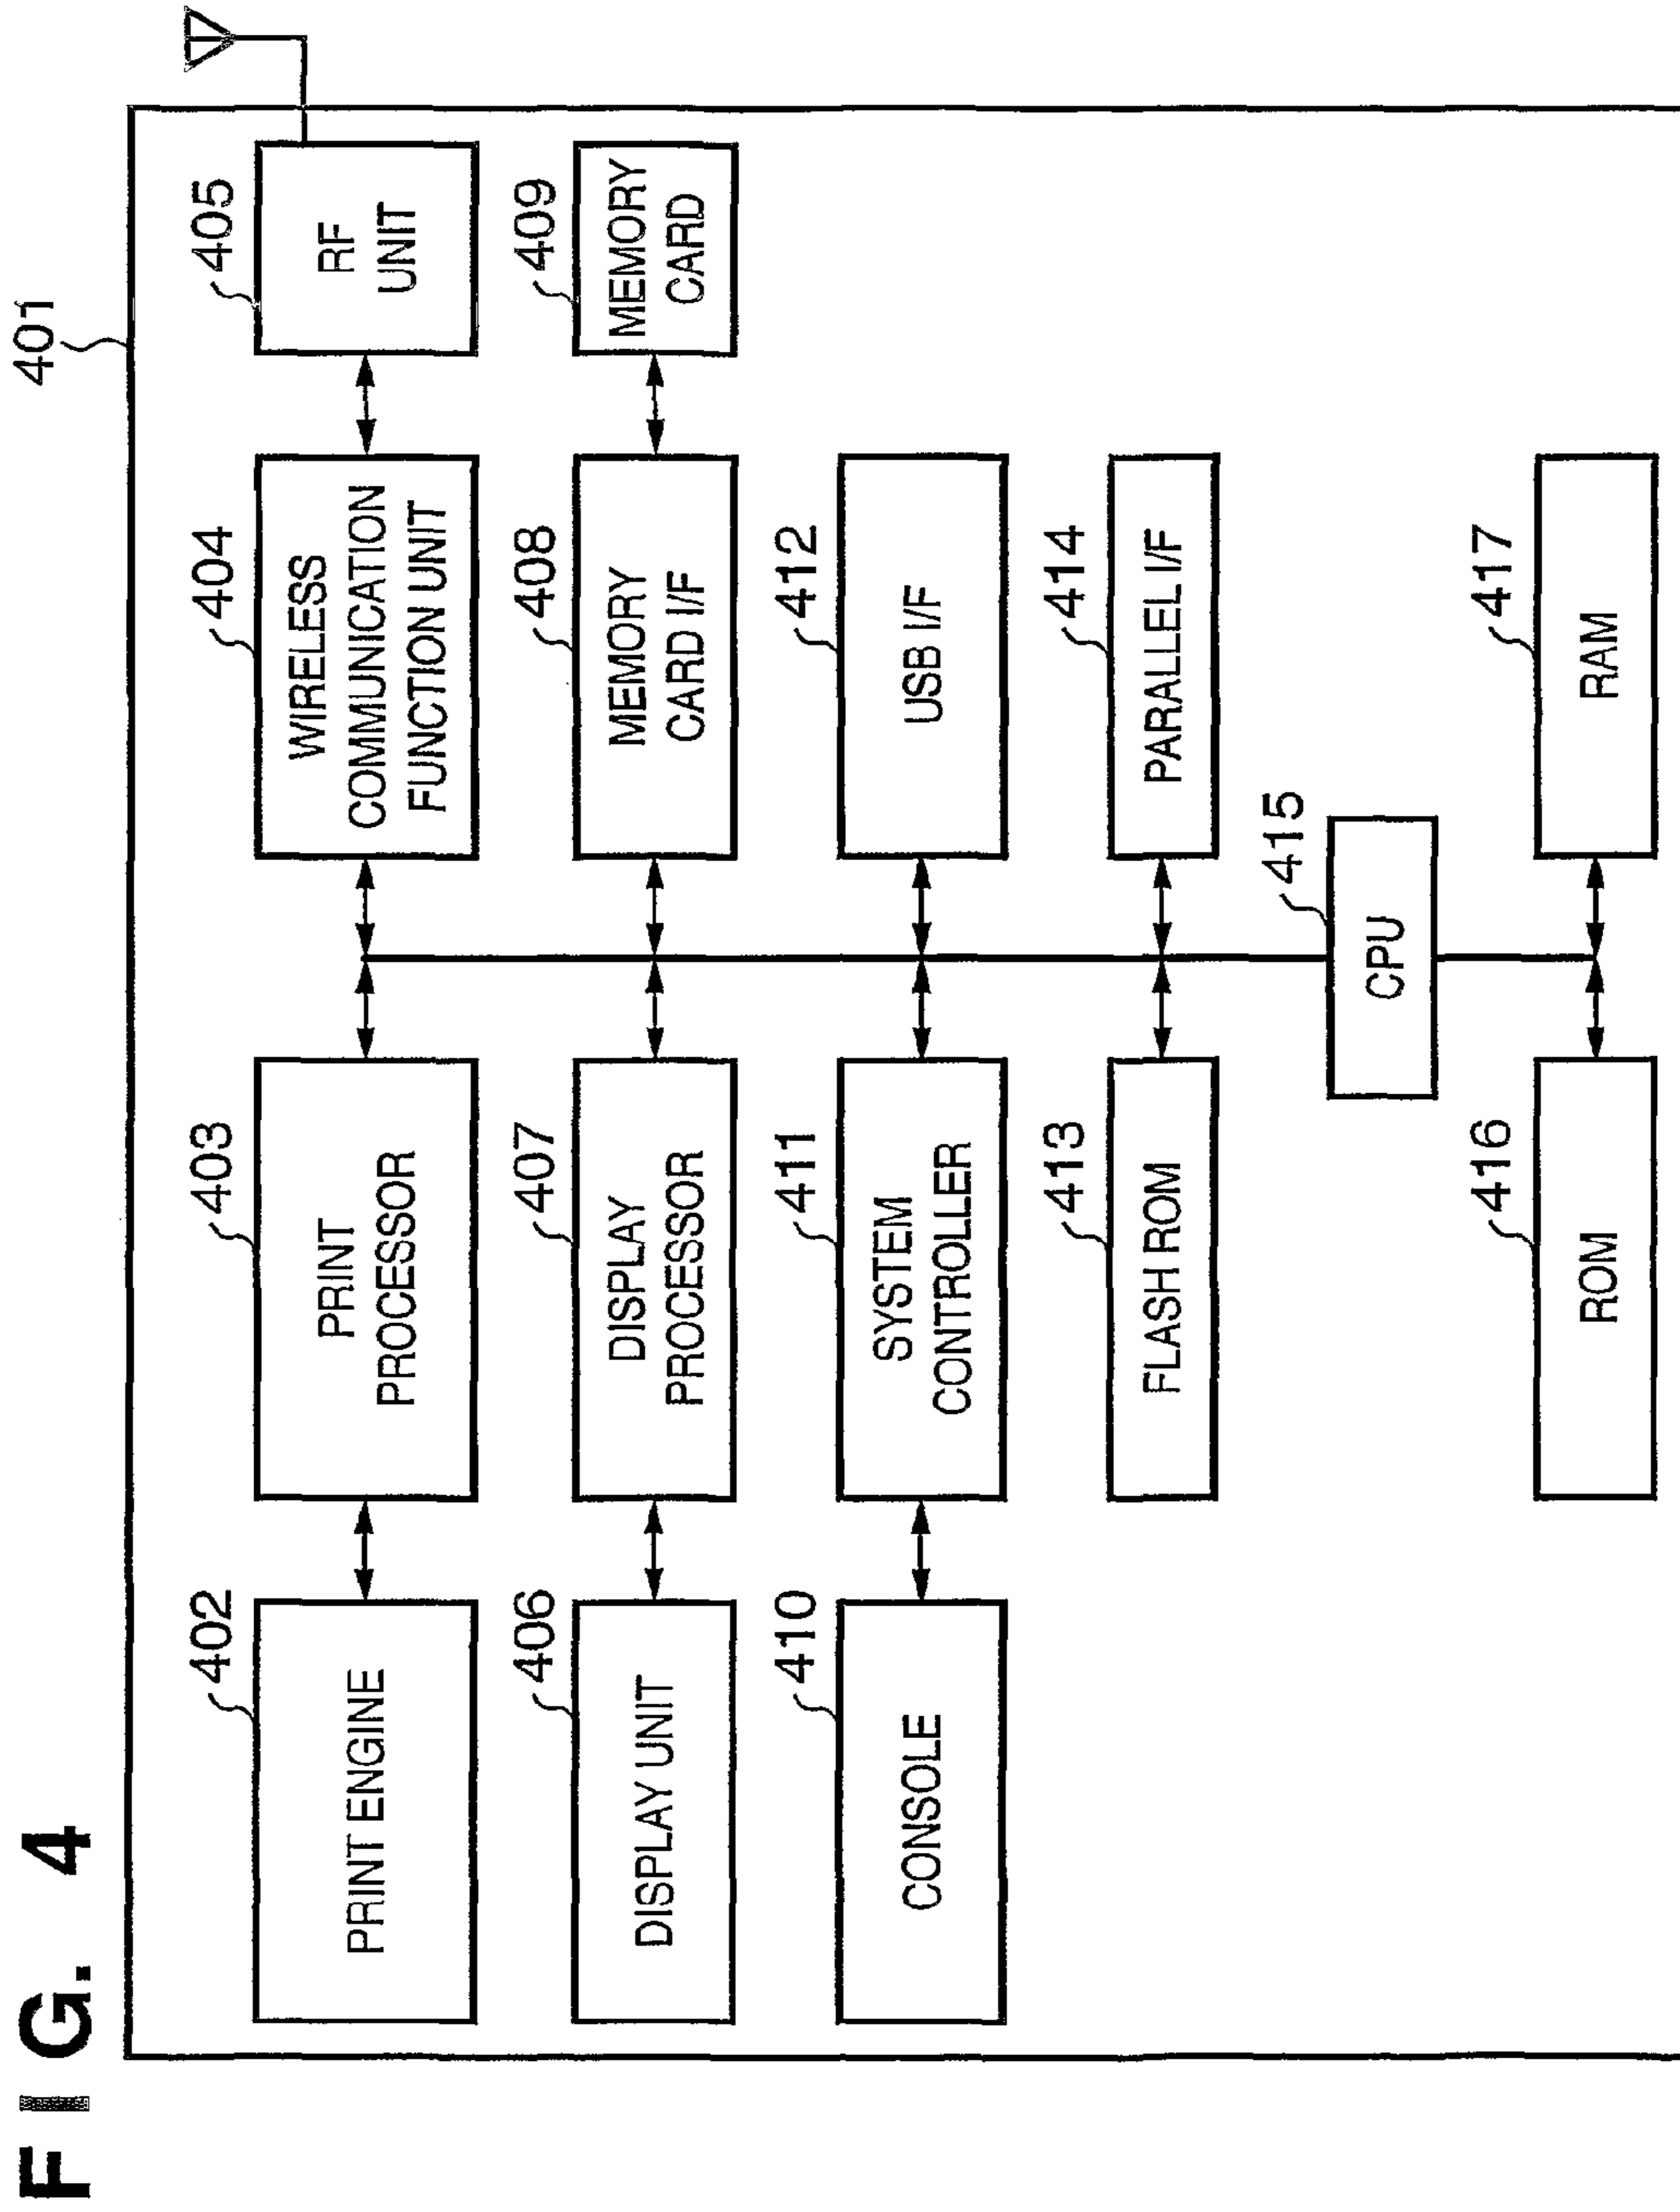 FIG. 4
401
402
PRINT ENGINE
403
PRINT
PROCESSOR
404
WIRELESS
COMMUNICATION
FUNCTION UNIT
405
RF
UNIT
406
DISPLAY UNIT
407
DISPLAY
PROCESSOR
408
MEMORY
CARD I/F
409
MEMORY
CARD
410
CONSOLE
411
SYSTEM
CONTROLLER
412
USB I/F
413
FLASH ROM
414
PARALLEL I/F
415
CPU
416
ROM
417
RAM